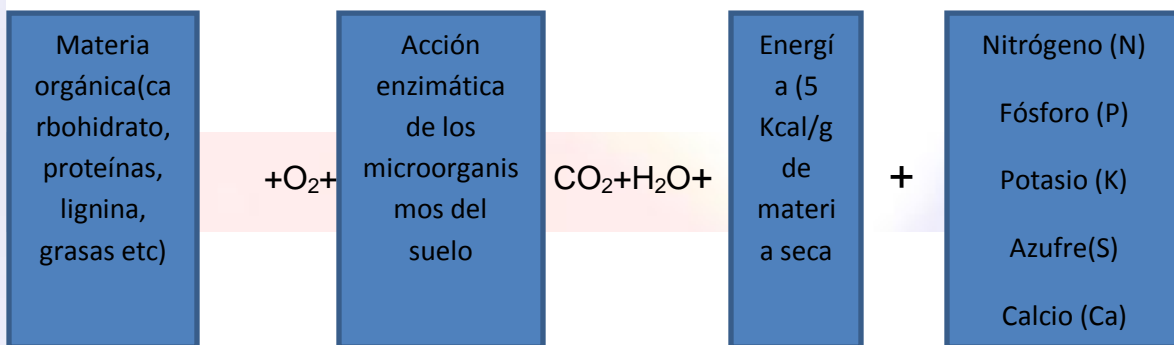 Materia
orgánica(ca
rbohidrato,
proteínas,
lignina,
grasas etc)
+O₂+
Acción
enzimática
de los
microorganis
mos del
suelo
CO₂+H₂O+
Energí
a (5
Kcal/g
de
materi
a seca
+
Nitrógeno (N)
Fósforo (P)
Potasio (K)
Azufre(S)
Calcio (Ca)